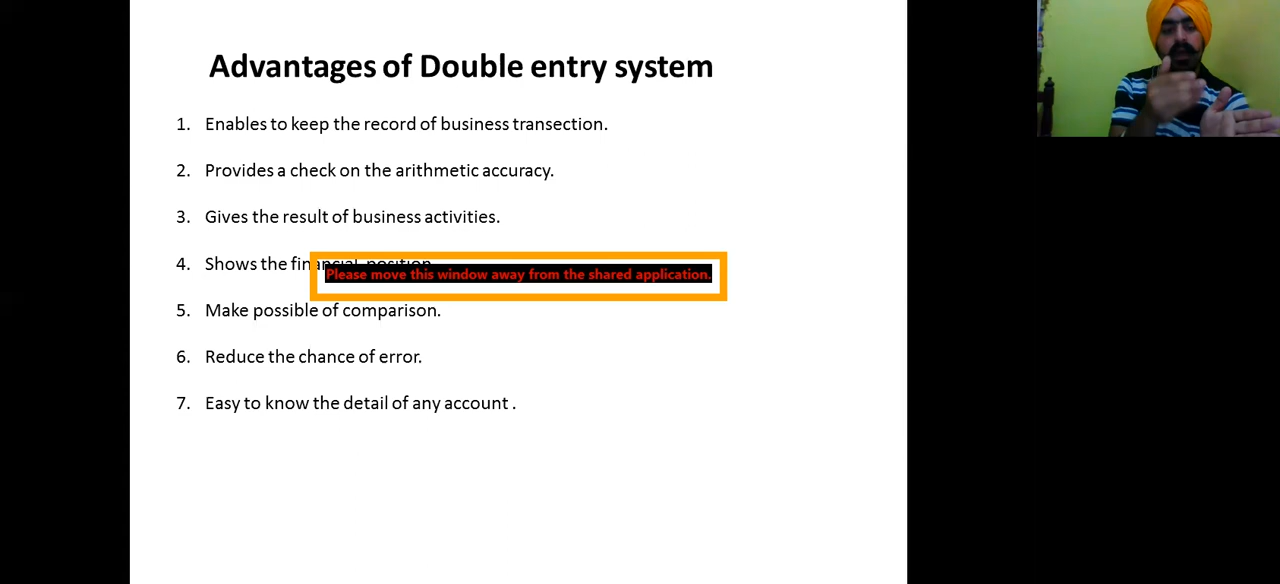 Advantages of Double entry system
1. Enables to keep the record of business transection.
2. Provides a check on the arithmetic accuracy.
3. Gives the result of business activities.
4. Shows the financial position
Please move this window away from the shared application.
5. Make possible of comparison.
6. Reduce the chance of error.
7. Easy to know the detail of any account .